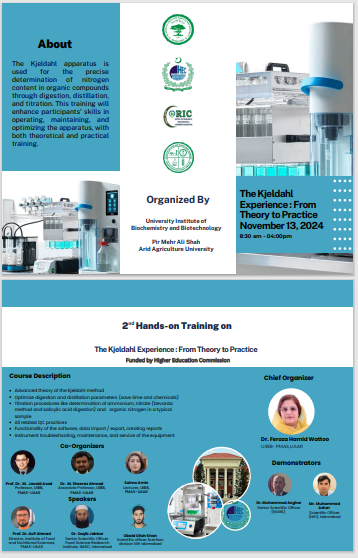 About
The Kjeldahl apparatus is
used for the precise
determination of nitrogen
content in organic compounds
through digestion, distillation,
and titration. This training will
enhance participants' skills in
operating, maintaining, and
optimizing the apparatus, with
both theoretical and practical
training.
ORIC
Organized By
University Institute of
Biochemistry and Biotechnology
Pir Mehr Ali Shah
Arid Agriculture University
The Kjeldahl
Experience : From
Theory to Practice
November 13, 2024
8:30 am - 04:00pm
2nd Hands-on Training on
The Kjeldahl Experience : From Theory to Practice
Funded by Higher Education Commission
Course Description
Advanced theory of the Kjeldahl method
Optimize digestion and distillation parameters (save time and chemicals)
Titration procedures like determination of ammonium, nitrate (Devarda
method and salicylic acid digestion) and organic nitrogen in a typical
sample
All related QC practices
Functionality of the software, data import / export, creating reports
Instrument troubleshooting, maintenance, and service of the equipment
Chief Organizer
Dr. Feroza Hamid Wattoo
UIBB- PMASUAAR
Co-Organizers
Prof. Dr. M. Javaid Asad
Professor, UIBB,
PMAS-UAAR
Dr. M. Sheeraz Ahmad
Associate Professor, UIBB,
PMAS-UAAR
Saima Amin
Lecturer, UIBB,
PMAS-UAAR
Speakers
Prof. Dr. Asif Ahmad
Director, Institute of Food
and Nutritional Sciences,
PMAS-UAAR
Dr. Saqib Jabbar
Senior Scientific Officer
Food Science Research
Institute, NARC, Islamabad
Ubaid Ullah Khan
Scientific Officer Nutrition
division NIH Islamabad
Demonstrators
Dr. Muhammad Asghar
Senior Scientific Officer
(NARC)
Mr. Muhammad
Azhar
Scientific Officer
(NIH), Islamabad